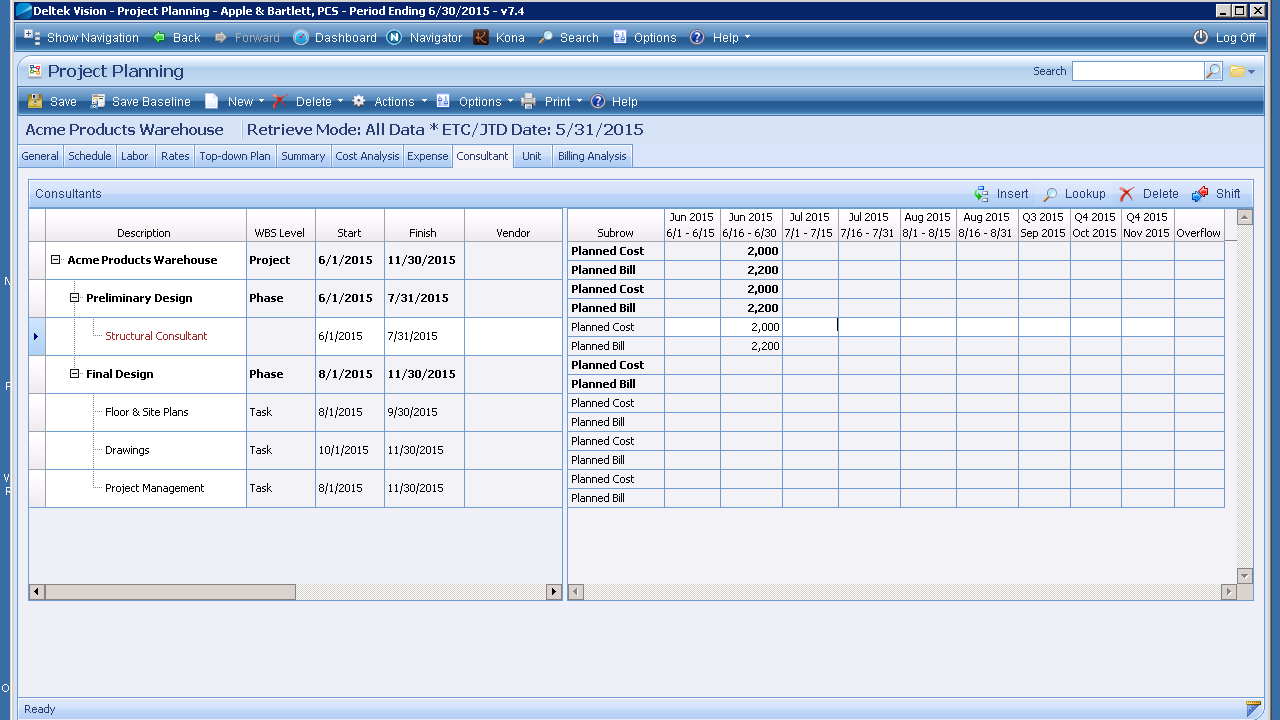 Deltek Vision - Project Planning - Apple & Bartlett, PCS - Period Ending 6/30/2015 - v7.4
Show Navigation Back Forward Dashboard Navigator Kona Search Options Help Log Off
Project Planning Search
Save Save Baseline New Delete Actions Options Print Help
Acme Products Warehouse Retrieve Mode: All Data * ETC/JTD Date: 5/31/2015
General Schedule Labor Rates Top-down Plan Summary Cost Analysis Expense Consultant Unit Billing Analysis
Consultants Insert Lookup Delete Shift
Jun 2015 Jun 2015 Jul 2015 Jul 2015 Aug 2015 Aug 2015 Q3 2015 Q4 2015 Q4 2015
Description WBS Level Start Finish Vendor Subrow 6/1 - 6/15 6/16 - 6/30 7/1 - 7/15 7/16 - 7/31 8/1 - 8/15 8/16 - 8/31 Sep 2015 Oct 2015 Nov 2015 Overflow
Planned Cost 2,000
Acme Products Warehouse Project 6/1/2015 11/30/2015
Planned Bill 2,200
Planned Cost 2,000
Preliminary Design Phase 6/1/2015 7/31/2015
Planned Bill 2,200
Planned Cost 2,000
Structural Consultant 6/1/2015 7/31/2015
Planned Bill 2,200
Planned Cost
Final Design Phase 8/1/2015 11/30/2015
Planned Bill
Planned Cost
Floor & Site Plans Task 8/1/2015 9/30/2015
Planned Bill
Planned Cost
Drawings Task 10/1/2015 11/30/2015
Planned Bill
Planned Cost
Project Management Task 8/1/2015 11/30/2015
Planned Bill
Ready